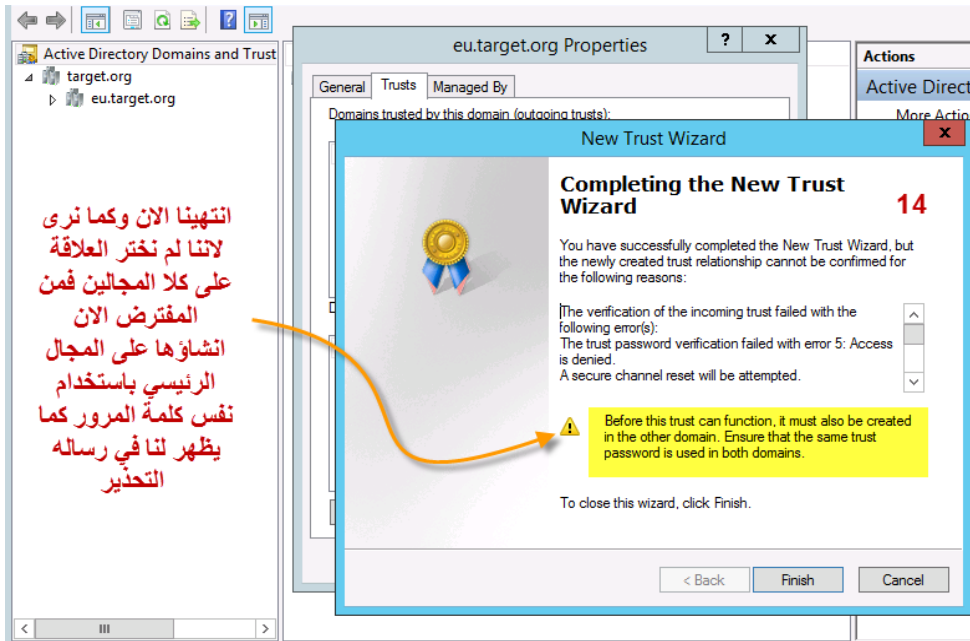 Active Directory Domains and Trust
target.org
eu.target.org
انتهينا الان وكما نرى
لاننا لم نختر العلاقة
على كلا المجالين فمن
المفترض الان
انشاؤها على المجال
الرئيسي باستخدام
نفس كلمة المرور كما
يظهر لنا في رساله
التحذير
eu.target.org Properties
? x
General Trusts Managed By
Domains trusted by this domain (outgoing trusts):
New Trust Wizard
x
Completing the New Trust
Wizard
14
You have successfully completed the New Trust Wizard, but
the newly created trust relationship cannot be confirmed for
the following reasons:
The verification of the incoming trust failed with the
following error(s):
The trust password verification failed with error 5: Access
is denied.
A secure channel reset will be attempted.
Before this trust can function, it must also be created
in the other domain. Ensure that the same trust
password is used in both domains.
To close this wizard, click Finish.
< Back Finish Cancel
Actions
Active Direct
More Actio